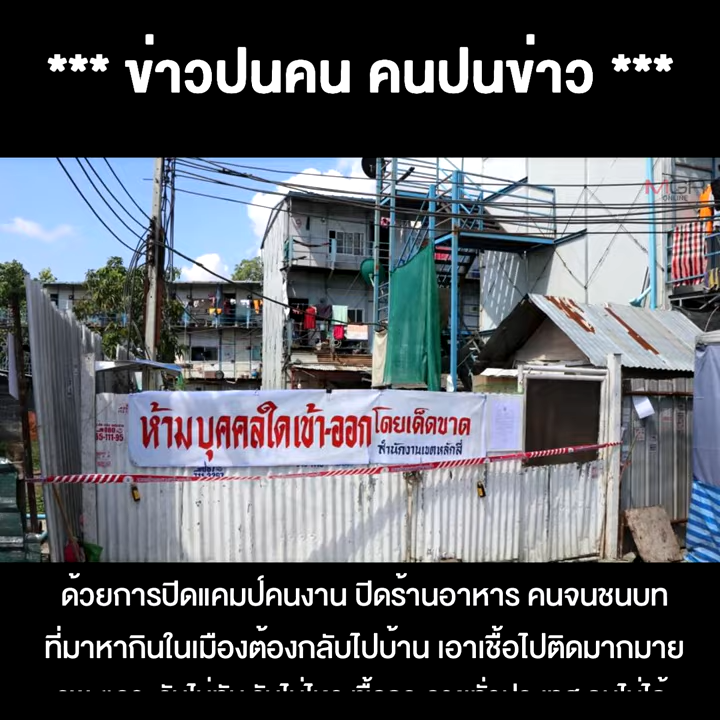 *** ข่าวปนคน คนปนข่าว ***
MGR
ONLINE
ห้ามบุคคลใดเข้า-ออกโดยเด็ดขาด
สำนักงานเขตหลักสี่
ด้วยการปิดแคมป์คนงาน ปิดร้านอาหาร คนจนชนบท
ที่มาหากินในเมืองต้องกลับไปบ้าน เอาเชื้อไปติดมากมาย